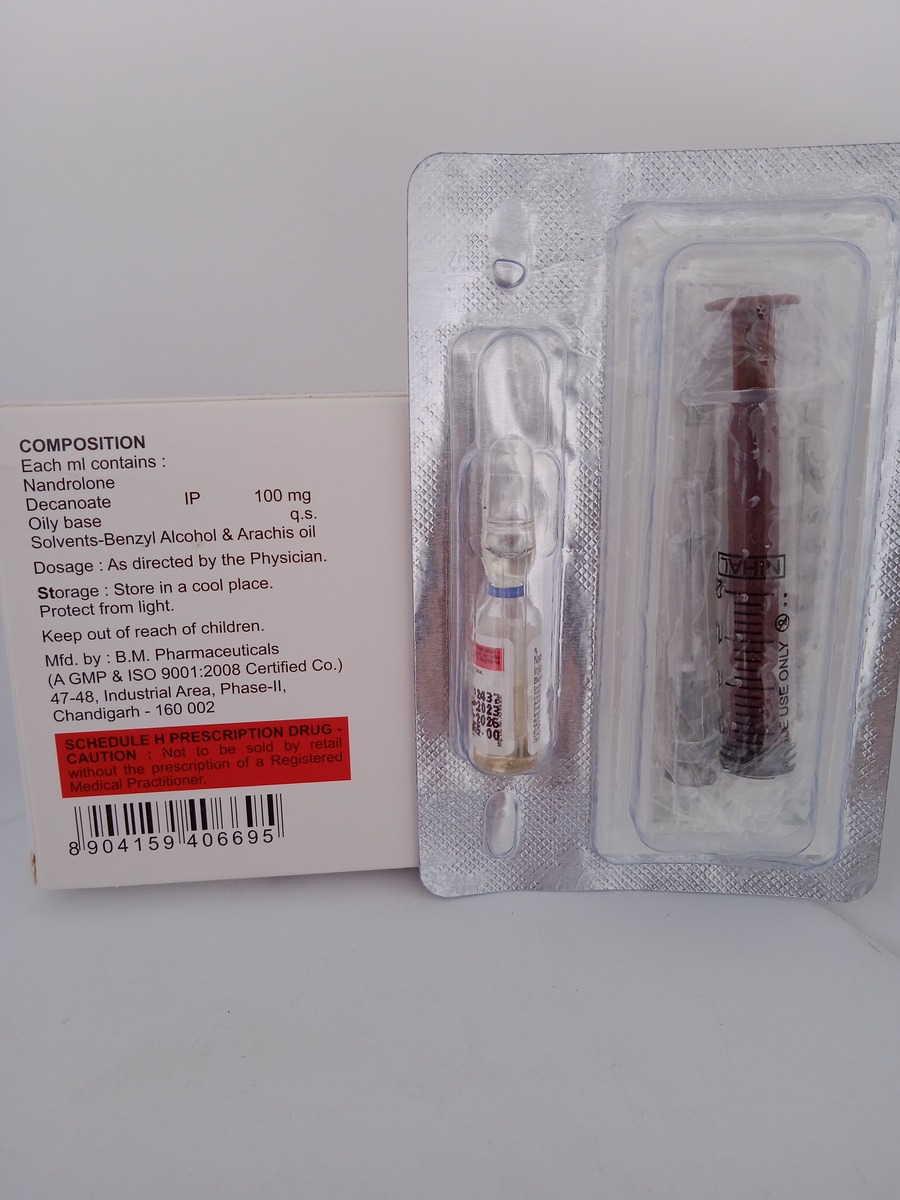 COMPOSITION
Each ml contains :
Nandrolone
Decanoate IP 100 mg
Oily base q.s.
Solvents-Benzyl Alcohol & Arachis oil
Dosage : As directed by the Physician.
Storage : Store in a cool place.
Protect from light.
Keep out of reach of children.
Mfd. by : B.M. Pharmaceuticals
(A GMP & ISO 9001:2008 Certified Co.)
47-48, Industrial Area, Phase-II,
Chandigarh - 160 002
SCHEDULE H PRESCRIPTION DRUG -
CAUTION : Not to be sold by retail
without the prescription of a Registered
Medical Practitioner.
8 904159 406695
NIHAL
USE ONLY